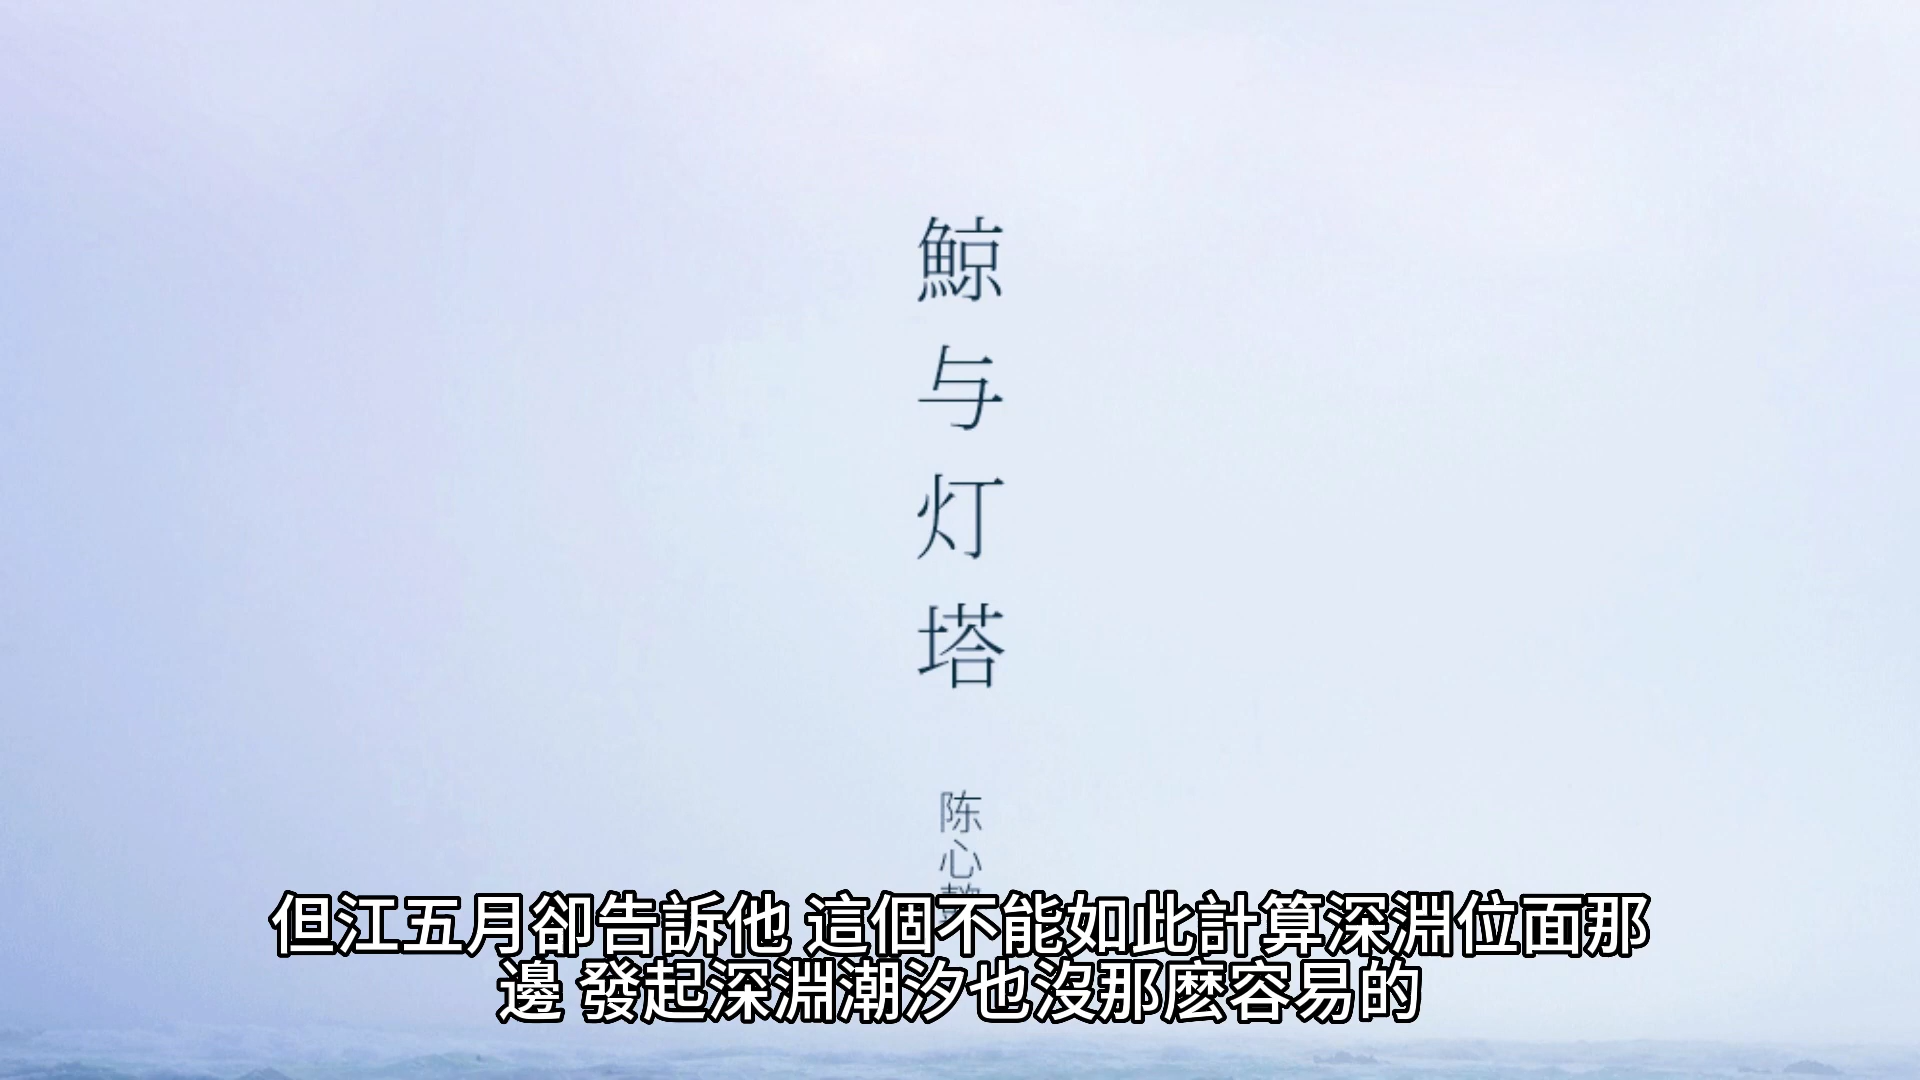 鯨与灯塔
陈心
但江五月卻告訴他 這個不能如此計算深淵位面那
邊 發起深淵潮汐也沒那麽容易的